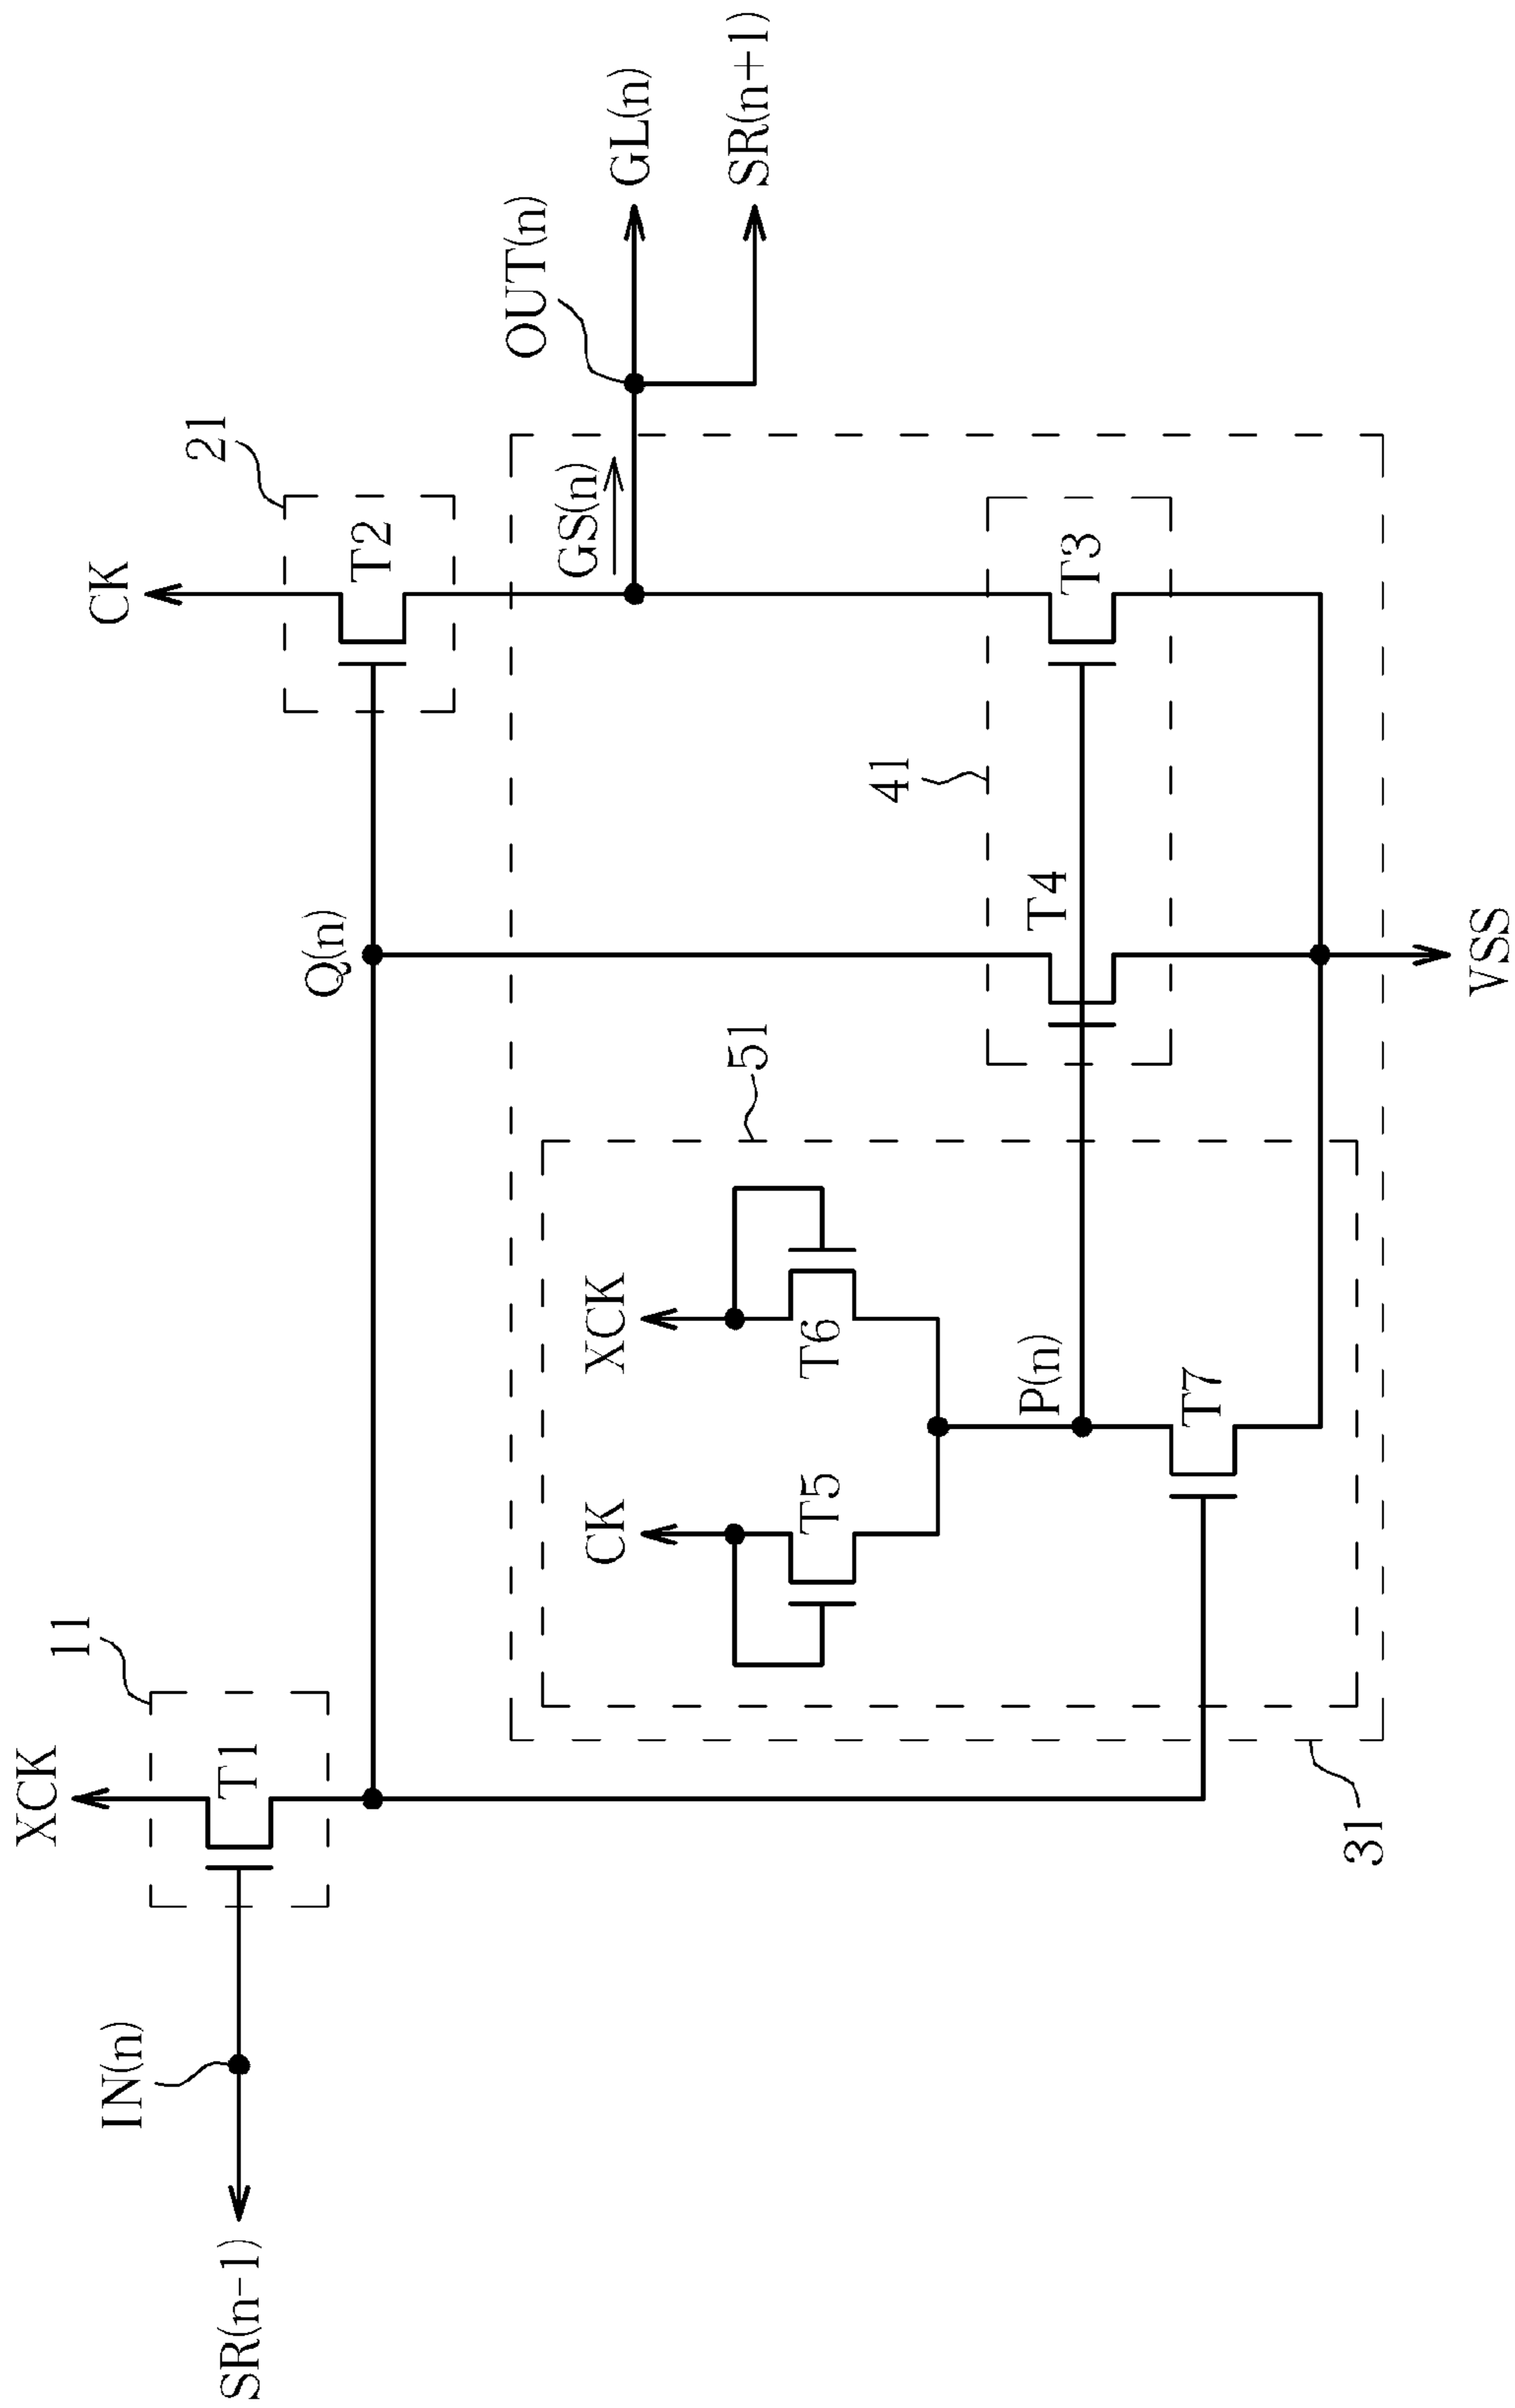 XCK
11
T1
IN(n)
SR(n-1)
CK
21
T2
Q(n)
GS(n)
OUT(n)
GL(n)
SR(n+1)
CK
XCK
T5
T6
51
P(n)
T7
41
T4
T3
31
VSS